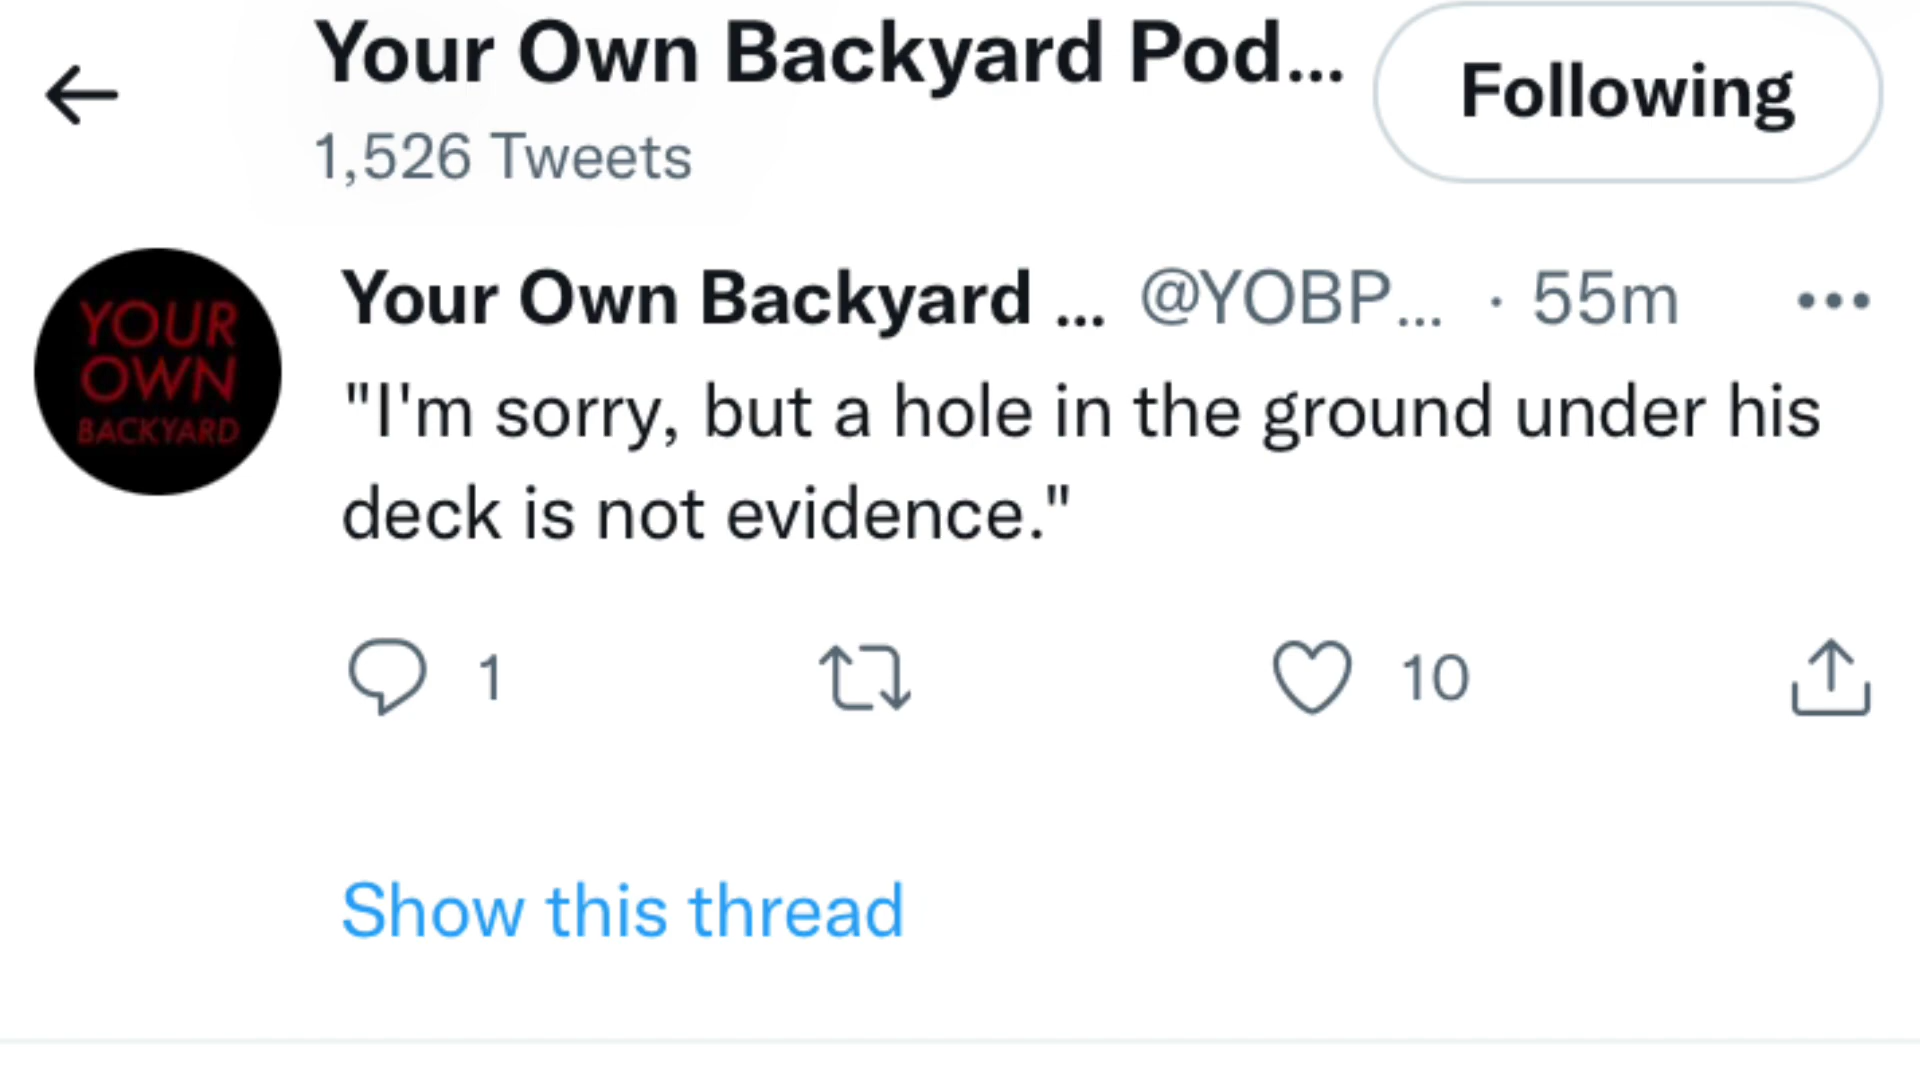 Your Own Backyard Pod...
Following
1,526 Tweets
YOUR
OWN
BACKYARD
Your Own Backyard ... @YOBP... · 55m
"I'm sorry, but a hole in the ground under his
deck is not evidence."
1
10
Show this thread